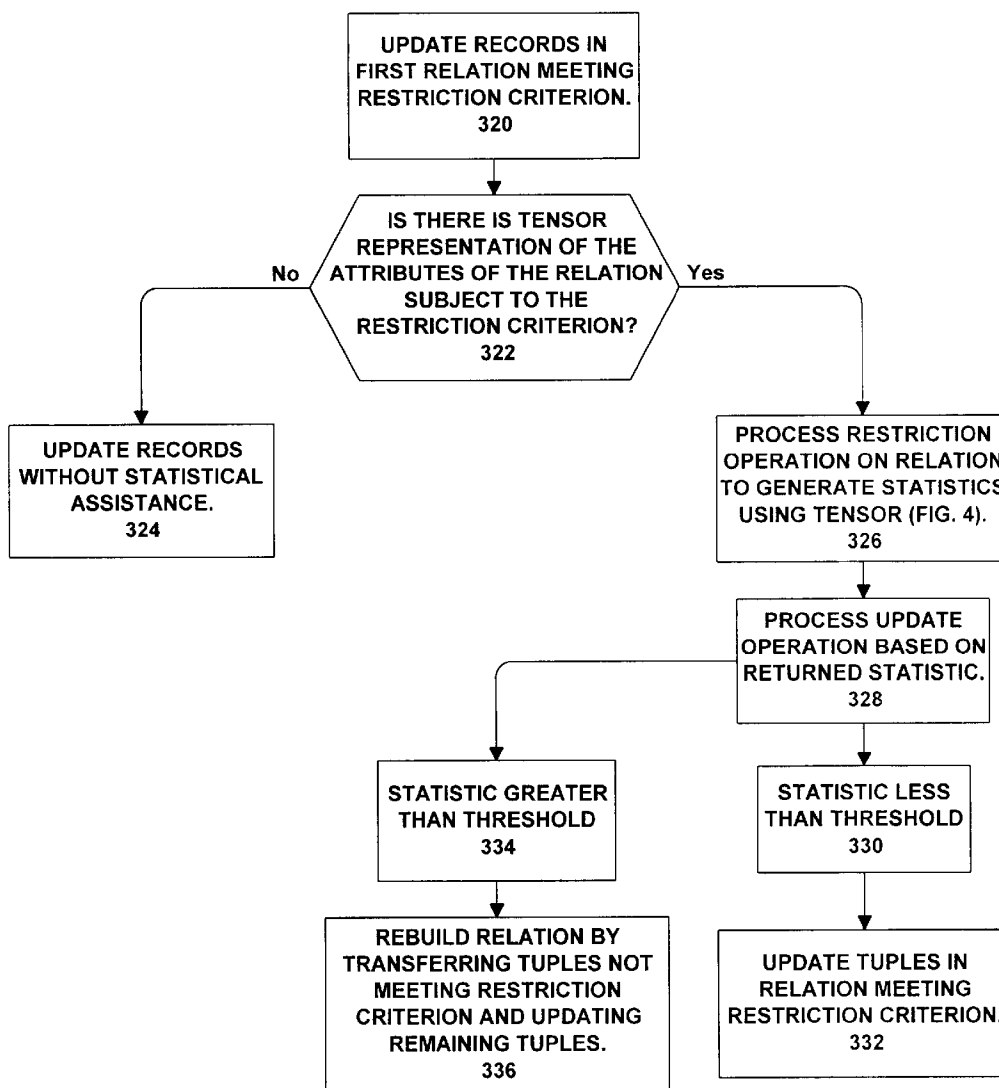 UPDATE RECORDS IN
FIRST RELATION MEETING
RESTRICTION CRITERION.
320
IS THERE IS TENSOR
REPRESENTATION OF THE
ATTRIBUTES OF THE RELATION
SUBJECT TO THE
RESTRICTION CRITERION?
322
No
Yes
UPDATE RECORDS
WITHOUT STATISTICAL
ASSISTANCE.
324
PROCESS RESTRICTION
OPERATION ON RELATION
TO GENERATE STATISTICS
USING TENSOR (FIG. 4).
326
PROCESS UPDATE
OPERATION BASED ON
RETURNED STATISTIC.
328
STATISTIC GREATER
THAN THRESHOLD
334
STATISTIC LESS
THAN THRESHOLD
330
REBUILD RELATION BY
TRANSFERRING TUPLES NOT
MEETING RESTRICTION
CRITERION AND UPDATING
REMAINING TUPLES.
336
UPDATE TUPLES IN
RELATION MEETING
RESTRICTION CRITERION.
332